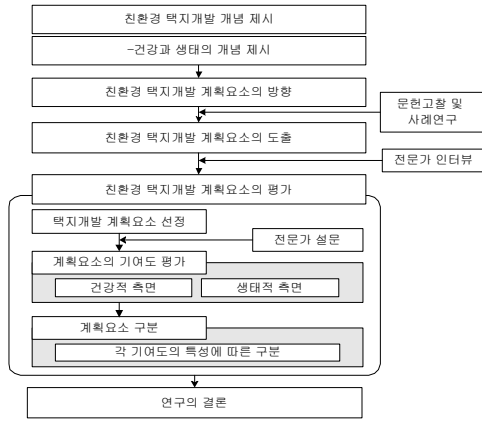 친환경 택지개발 개념 제시
-건강과 생태의 개념 제시
친환경 택지개발 계획요소의 방향
문헌고찰 및
사례연구
친환경 택지개발 계획요소의 도출
전문가 인터뷰
친환경 택지개발 계획요소의 평가
택지개발 계획요소 선정
전문가 설문
계획요소의 기여도 평가
건강적 측면
생태적 측면
계획요소 구분
각 기여도의 특성에 따른 구분
연구의 결론